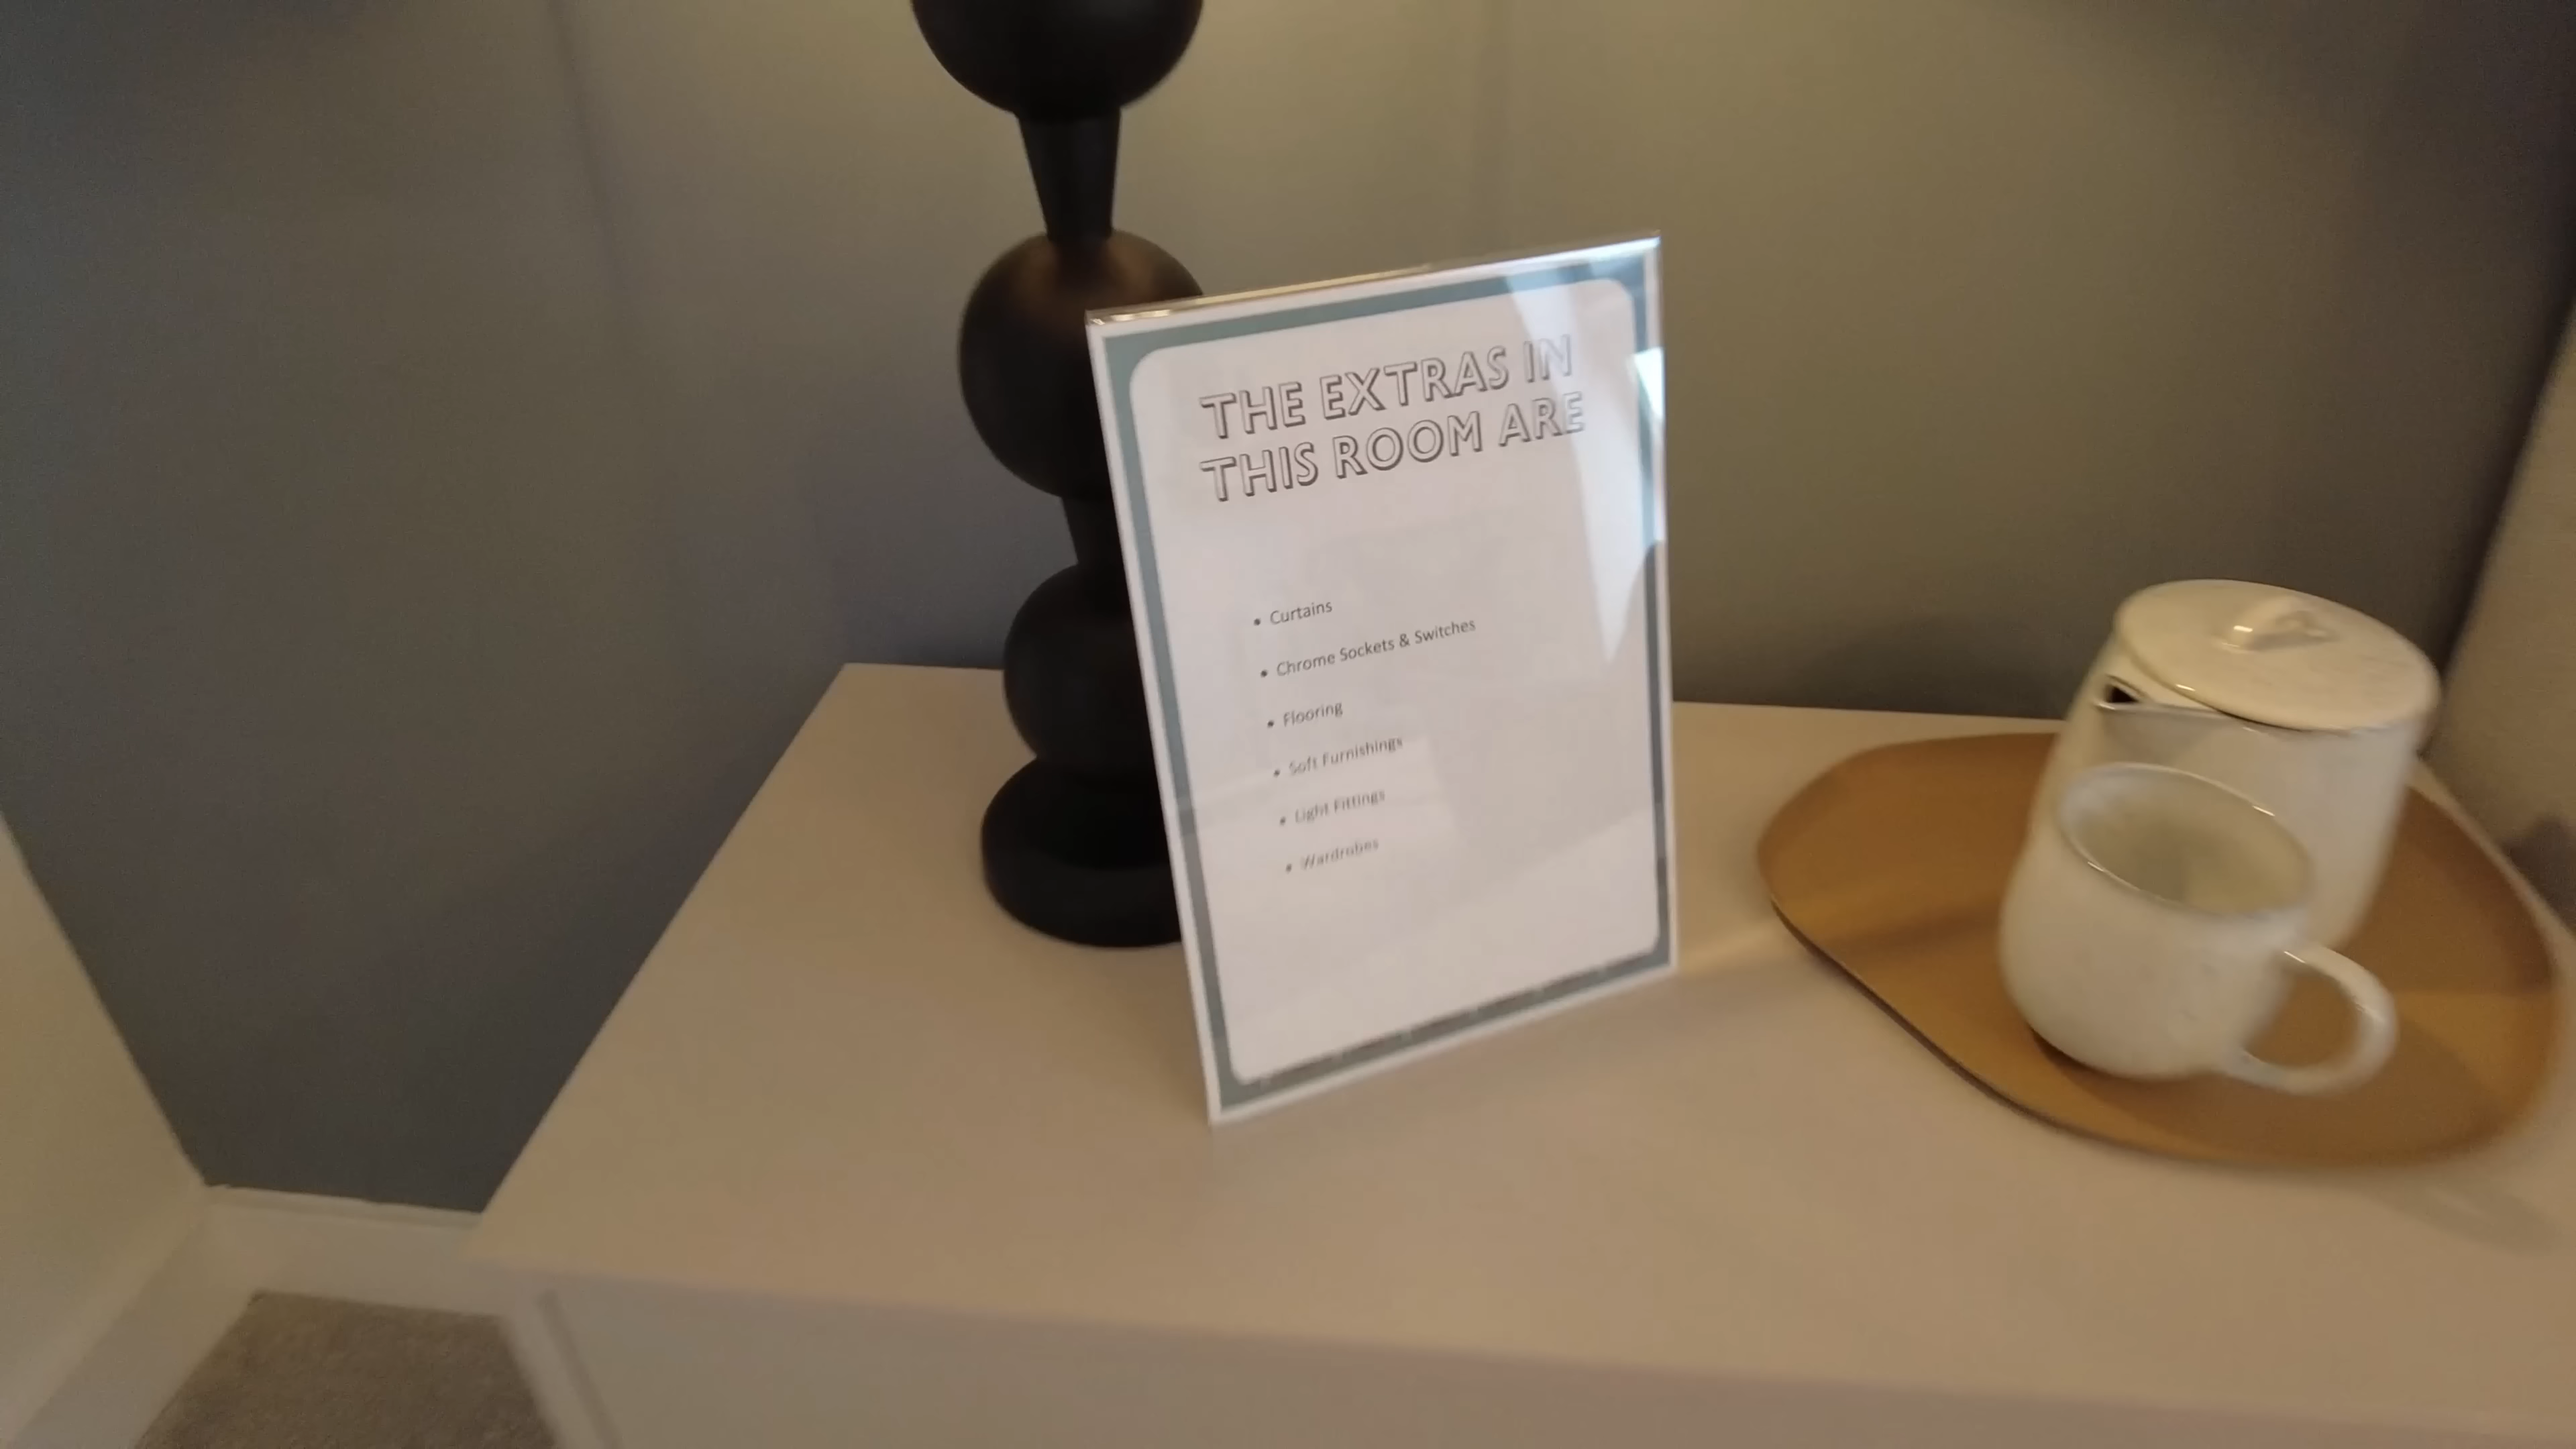 THE EXTRAS IN
THIS ROOM ARE
• Curtains
• Chrome Sockets & Switches
• Flooring
• Soft Furnishings
• Light Fittings
• Wardrobes